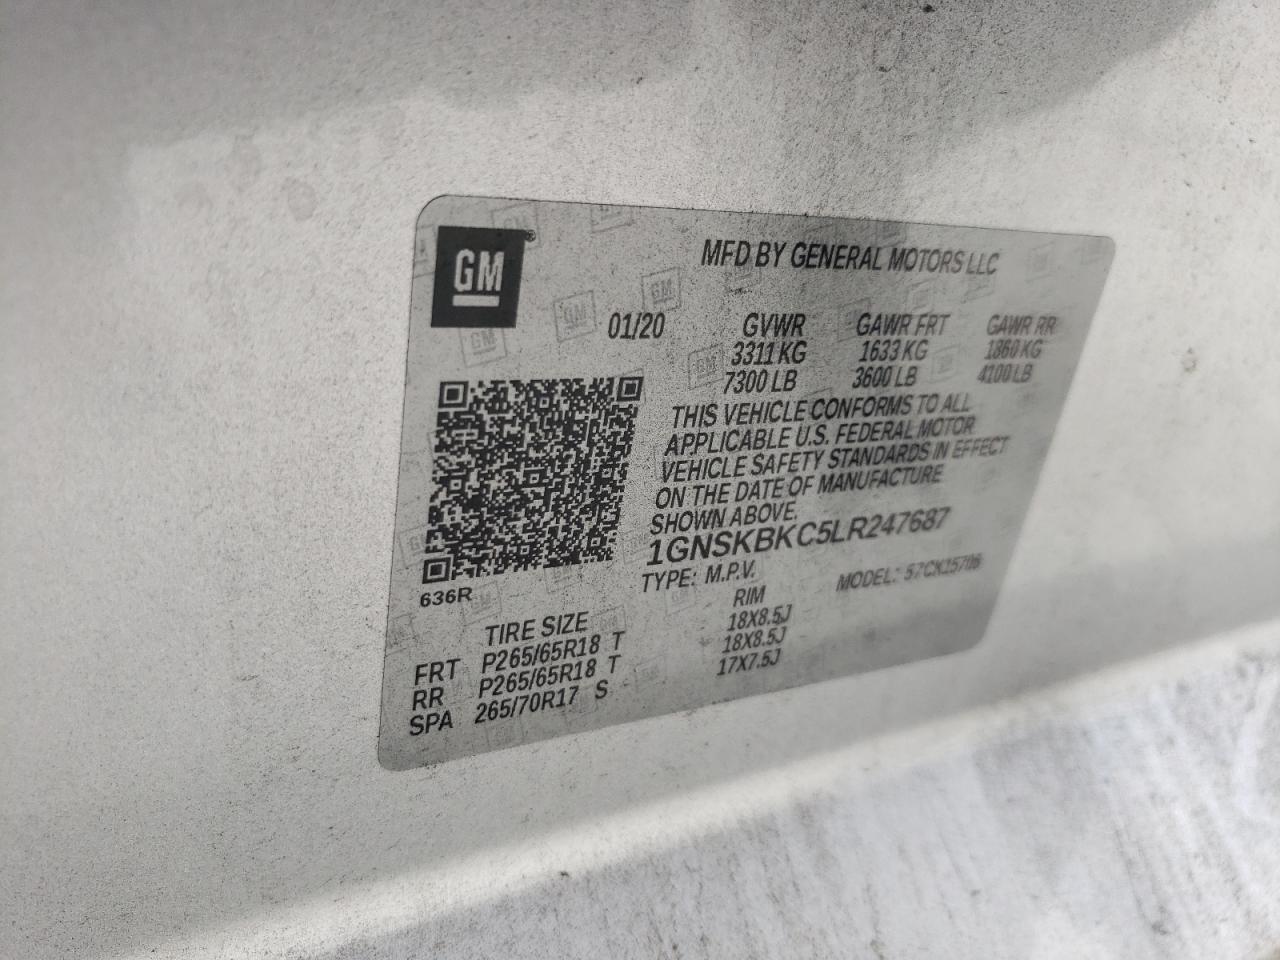 GM
MFD BY GENERAL MOTORS LLC
01/20 GVWR GAWR FRT GAWR RR
3311 KG 1633 KG 1860 KG
7300 LB 3600 LB 4100 LB
THIS VEHICLE CONFORMS TO ALL
APPLICABLE U.S. FEDERAL MOTOR
VEHICLE SAFETY STANDARDS IN EFFECT
ON THE DATE OF MANUFACTURE
SHOWN ABOVE.
1GNSKBKC5LR247687
TYPE: M.P.V. MODEL: 57CK15706
636R
TIRE SIZE RIM
FRT P265/65R18 T 18X8.5J
RR P265/65R18 T 18X8.5J
SPA 265/70R17 S 17X7.5J